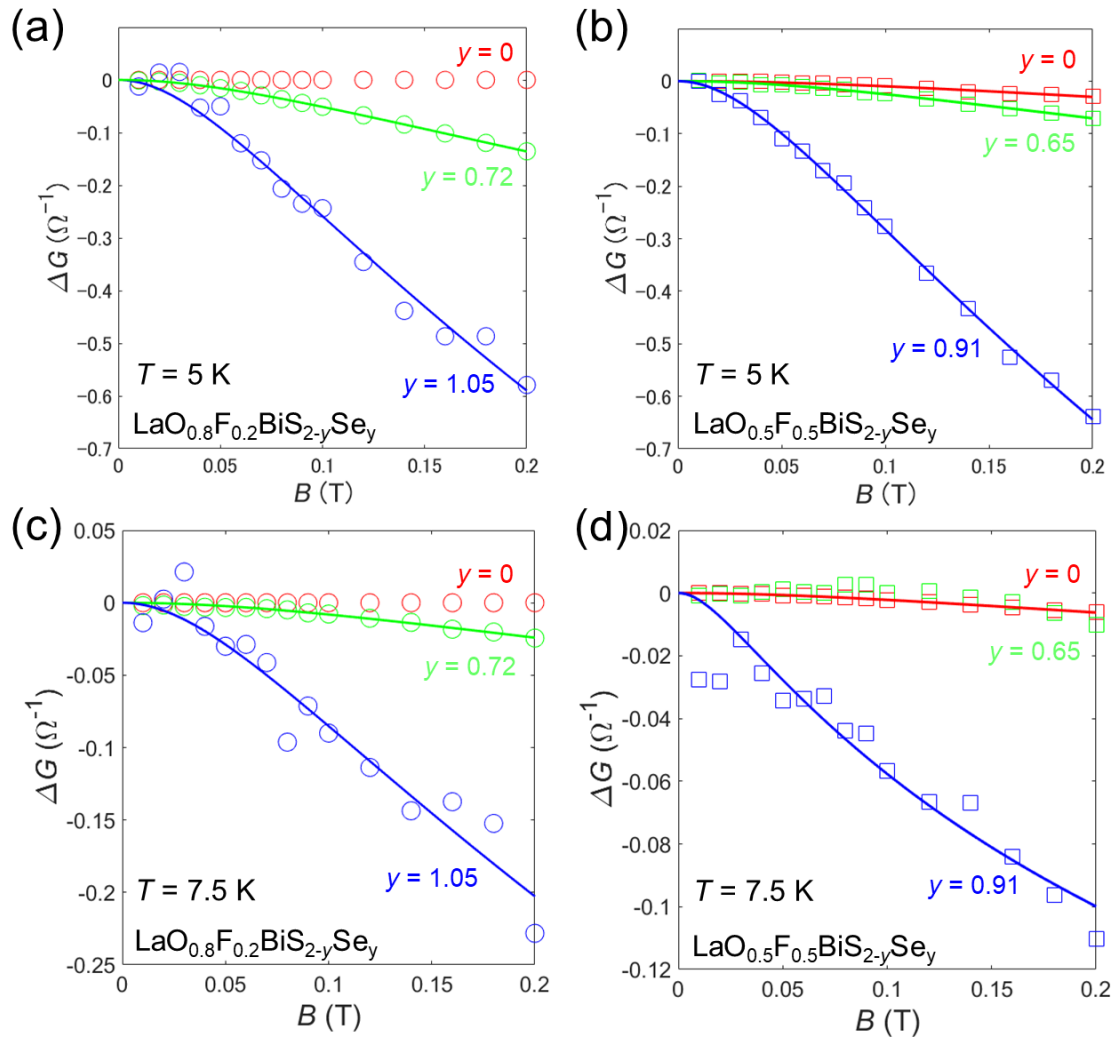 (a)
0
−0.1
−0.2
−0.3
−0.4
−0.5
−0.6
−0.7
ΔG (Ω⁻¹)
y = 0
y = 0.72
y = 1.05
T = 5 K
LaO₀.₈F₀.₂BiS₂₋ySey
0 0.05 0.1 0.15 0.2
B (T)
(b)
0
−0.1
−0.2
−0.3
−0.4
−0.5
−0.6
−0.7
ΔG (Ω⁻¹)
y = 0
y = 0.65
y = 0.91
T = 5 K
LaO₀.₅F₀.₅BiS₂₋ySey
0 0.05 0.1 0.15 0.2
B (T)
(c)
0.05
0
-0.05
-0.1
-0.15
-0.2
-0.25
ΔG (Ω⁻¹)
y = 0
y = 0.72
y = 1.05
T = 7.5 K
LaO₀.₈F₀.₂BiS₂₋ySey
0 0.05 0.1 0.15 0.2
B (T)
(d)
0.02
0
-0.02
-0.04
-0.06
-0.08
-0.1
-0.12
ΔG (Ω⁻¹)
y = 0
y = 0.65
y = 0.91
T = 7.5 K
LaO₀.₅F₀.₅BiS₂₋ySey
0 0.05 0.1 0.15 0.2
B (T)